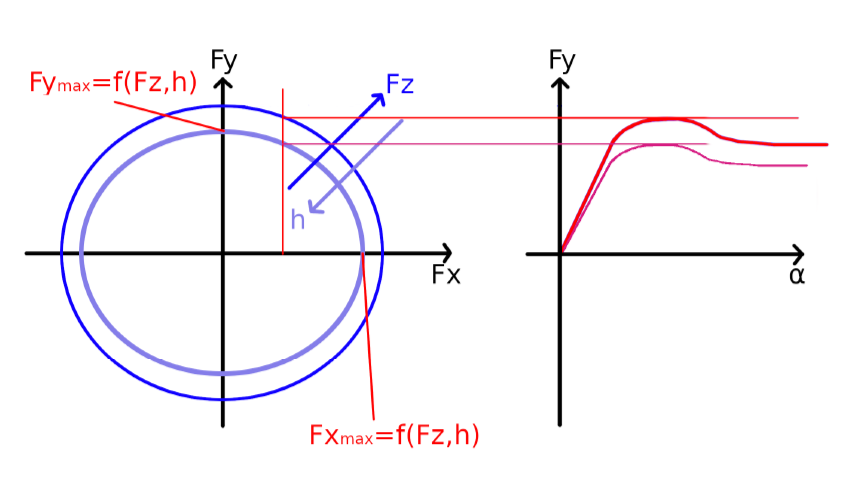 Fy
Fymax=f(Fz,h)
Fz
h
Fx
Fxmax=f(Fz,h)
Fy
α